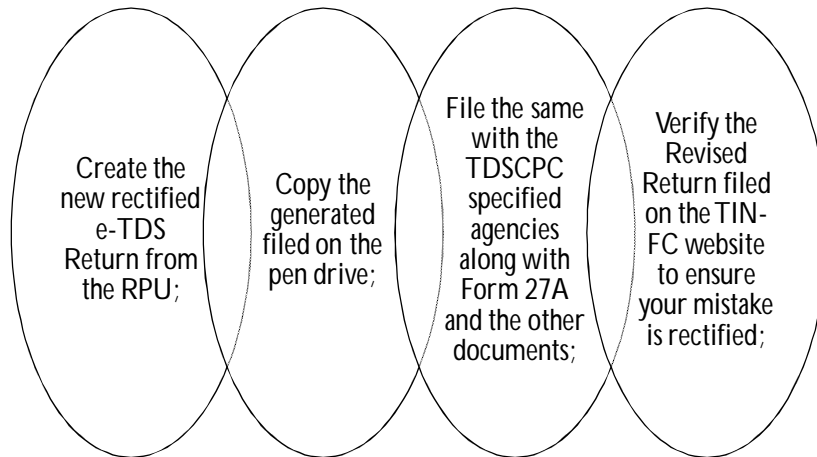 Create the
new rectified
e-TDS
Return from
the RPU;
Copy the
generated
filed on the
pen drive;
File the same
with the
TDSCPC
specified
agencies
along with
Form 27A
and the other
documents;
Verify the
Revised
Return filed
on the TIN-
FC website
to ensure
your mistake
is rectified;